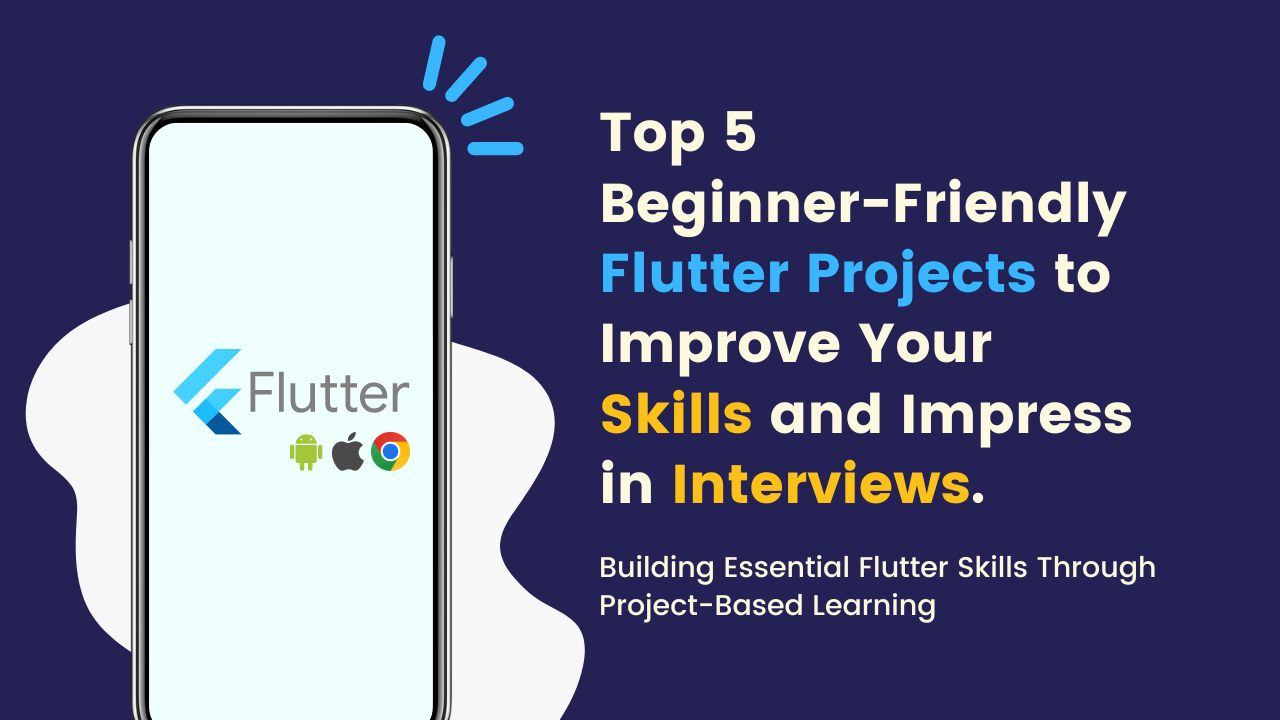 Top 5
Beginner-Friendly
Flutter Projects to
Improve Your
Skills and Impress
in Interviews.
Building Essential Flutter Skills Through
Project-Based Learning
Flutter